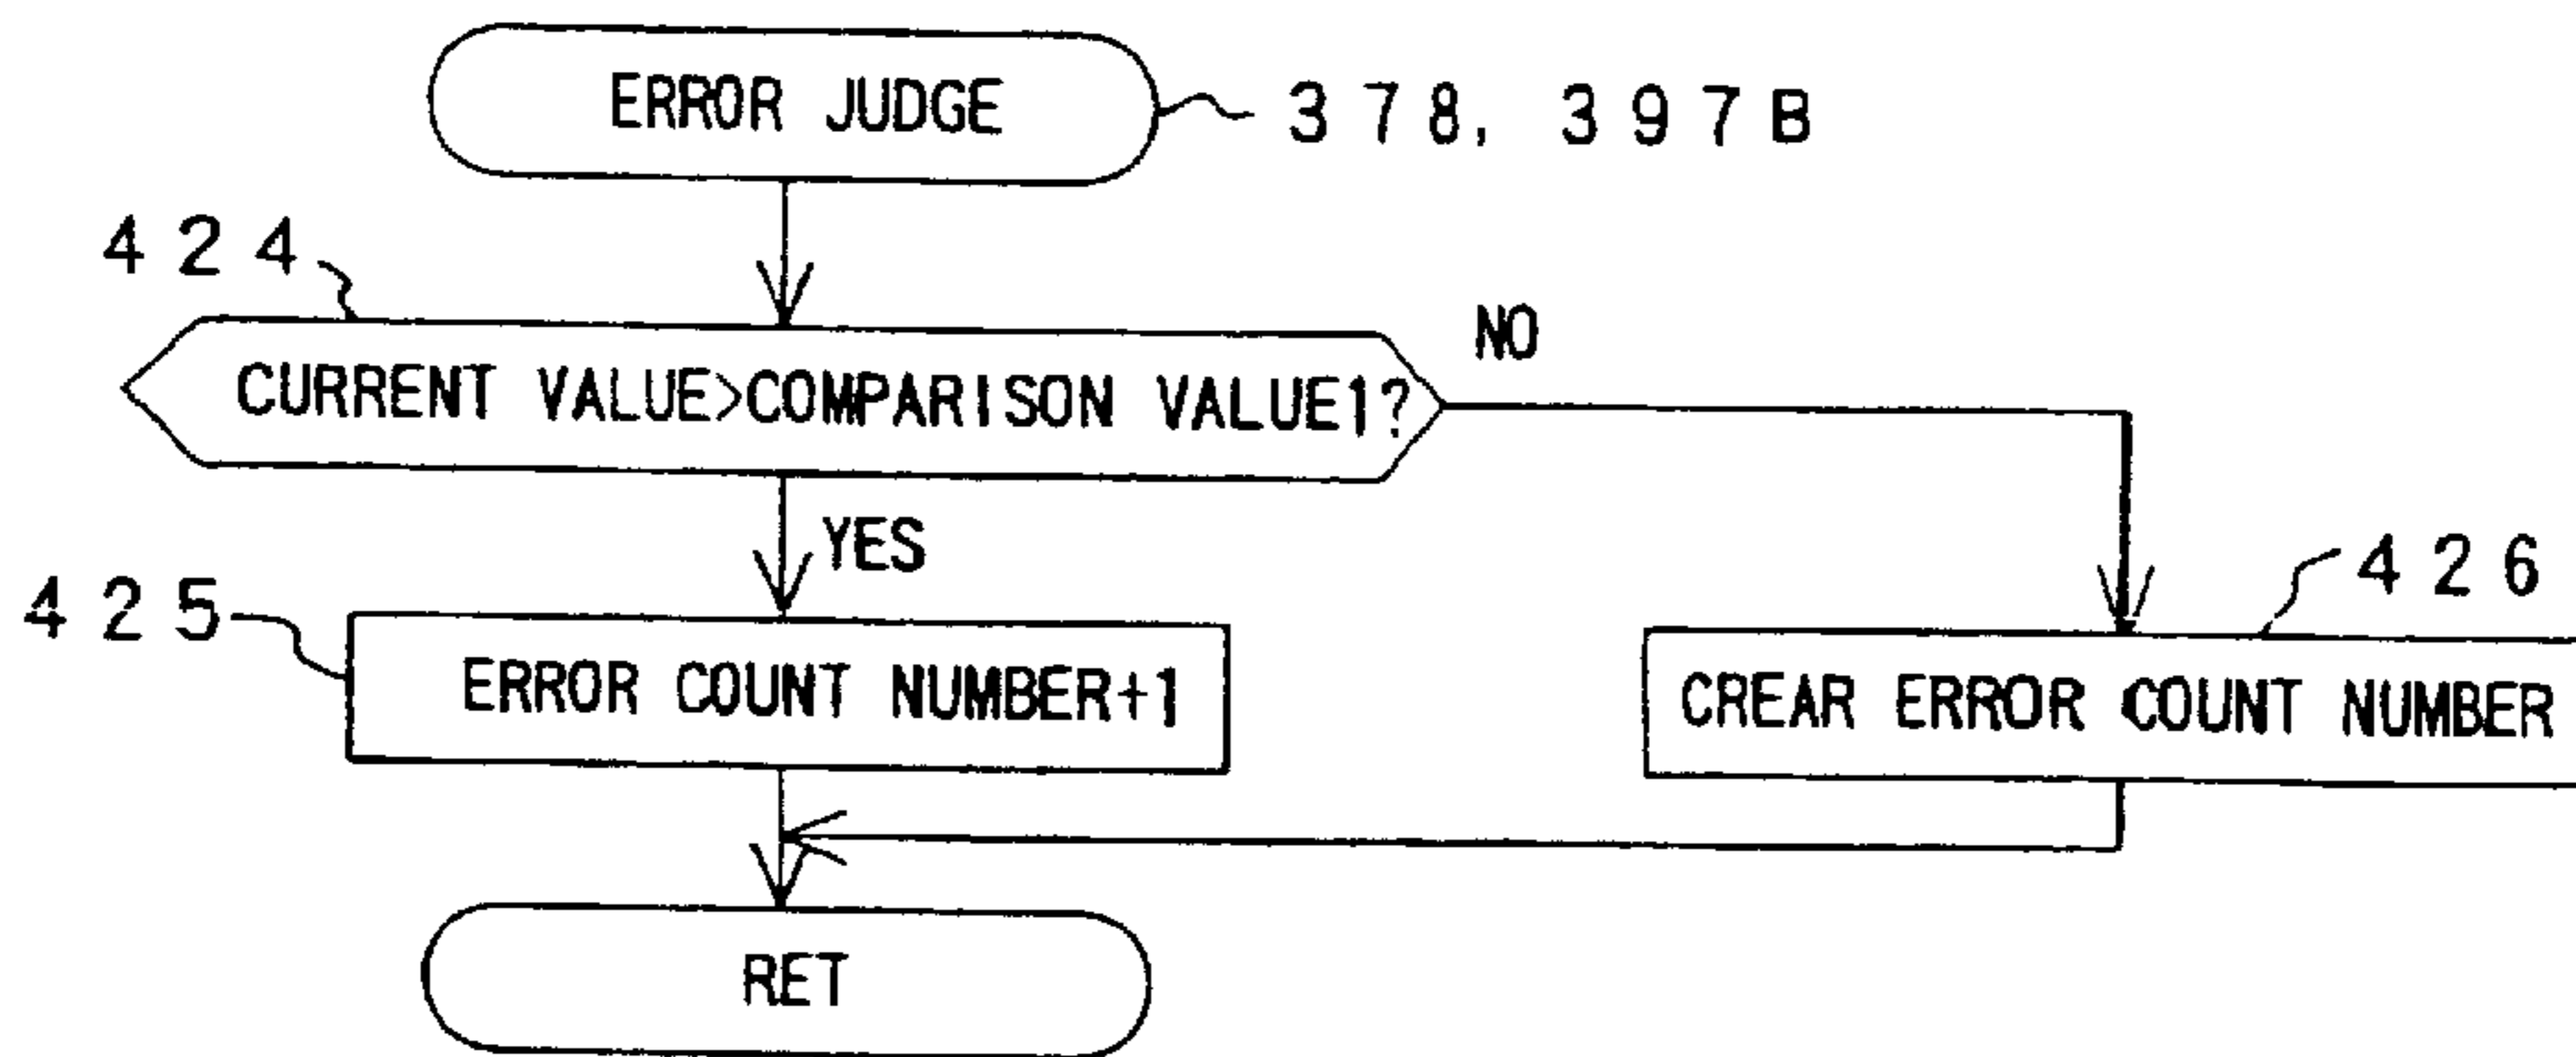 ERROR JUDGE
378, 397B
424
CURRENT VALUE>COMPARISON VALUE1?
NO
YES
425
ERROR COUNT NUMBER+1
426
CREAR ERROR COUNT NUMBER
RET